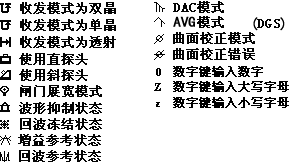 收发模式为双晶
收发模式为单晶
收发模式为透射
使用直探头
使用斜探头
闸门展宽模式
波形抑制状态
回波冻结状态
增益参考状态
回波参考状态
DAC模式
AVG模式 (DGS)
曲面校正模式
曲面校正错误
0 数字键输入数字
Z 数字键输入大写字母
z 数字键输入小写字母